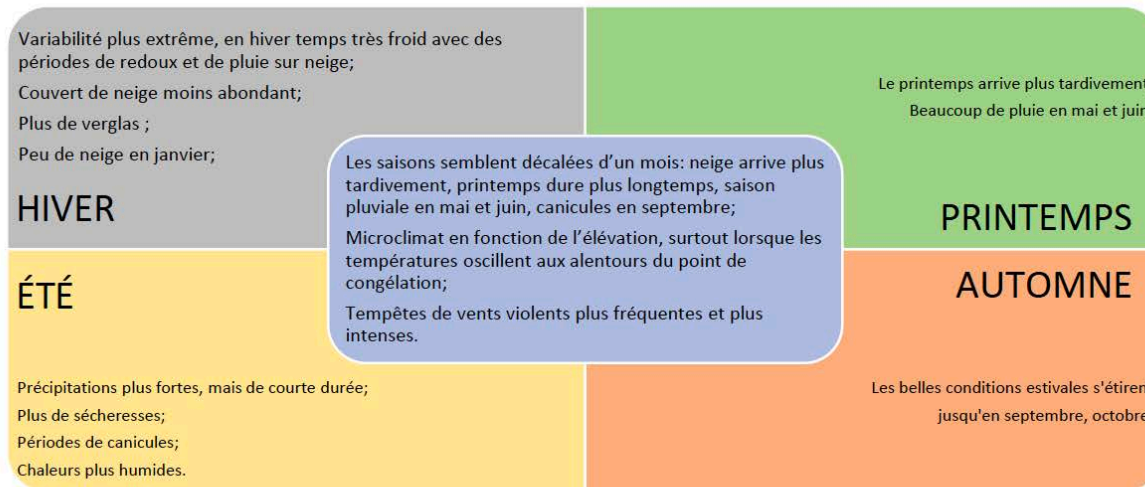 Variabilité plus extrême, en hiver temps très froid avec des
périodes de redoux et de pluie sur neige;
Couvert de neige moins abondant;
Plus de verglas ;
Peu de neige en janvier;
HIVER
Le printemps arrive plus tardivement
Beaucoup de pluie en mai et juin
PRINTEMPS
Les saisons semblent décalées d'un mois: neige arrive plus
tardivement, printemps dure plus longtemps, saison
pluviale en mai et juin, canicules en septembre;
Microclimat en fonction de l'élévation, surtout lorsque les
températures oscillent aux alentours du point de
congélation;
Tempêtes de vents violents plus fréquentes et plus
intenses.
ÉTÉ
Précipitations plus fortes, mais de courte durée;
Plus de sécheresses;
Périodes de canicules;
Chaleurs plus humides.
AUTOMNE
Les belles conditions estivales s'étiren
jusqu'en septembre, octobre